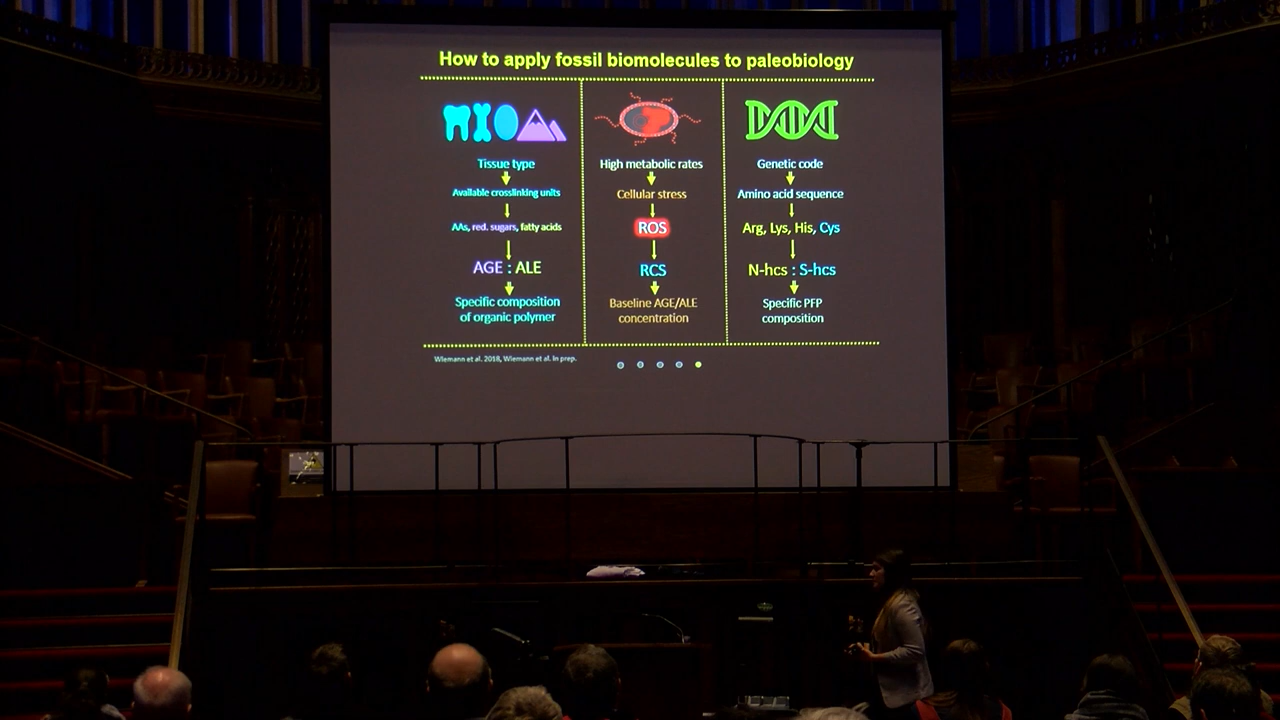 How to apply fossil biomolecules to paleobiology
Tissue type
Available crosslinking units
AAs, red. sugars, fatty acids
AGE : ALE
Specific composition
of organic polymer
High metabolic rates
Cellular stress
ROS
RCS
Baseline AGE/ALE
concentration
Genetic code
Amino acid sequence
Arg, Lys, His, Cys
N-hcs : S-hcs
Specific PFP
composition
Wiemann et al. 2018, Wiemann et al. in prep.